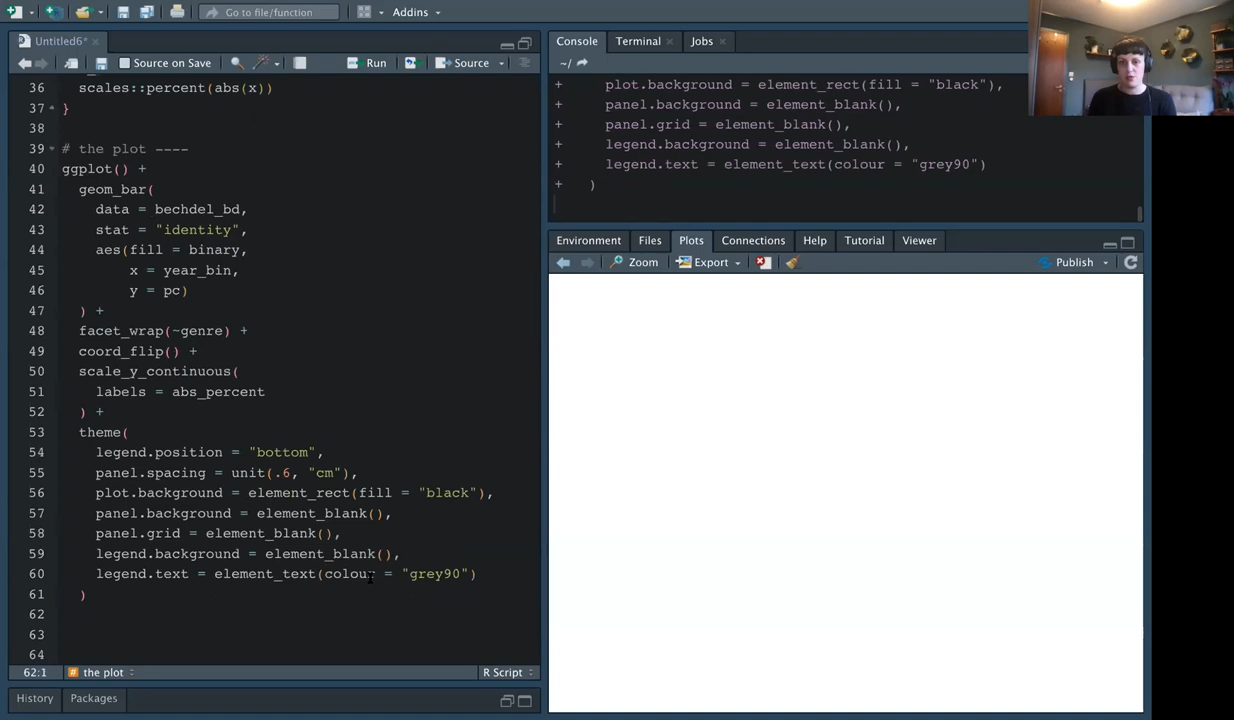 Go to file/function
Addins
Untitled6*
Source on Save
Run
Source
36
scales::percent(abs(x))
37 }
38
39 # the plot ----
40 ggplot() +
41 geom_bar(
42 data = bechdel_bd,
43 stat = "identity",
44 aes(fill = binary,
45 x = year_bin,
46 y = pc)
47 ) +
48 facet_wrap(~genre) +
49 coord_flip() +
50 scale_y_continuous(
51 labels = abs_percent
52 ) +
53 theme(
54 legend.position = "bottom",
55 panel.spacing = unit(.6, "cm"),
56 plot.background = element_rect(fill = "black"),
57 panel.background = element_blank(),
58 panel.grid = element_blank(),
59 legend.background = element_blank(),
60 legend.text = element_text(colour = "grey90")
61 )
62
63
64
62:1 # the plot R Script
History Packages
Console Terminal Jobs
~/
+ plot.background = element_rect(fill = "black"),
+ panel.background = element_blank(),
+ panel.grid = element_blank(),
+ legend.background = element_blank(),
+ legend.text = element_text(colour = "grey90")
+ )
Environment Files Plots Connections Help Tutorial Viewer
Zoom Export Publish